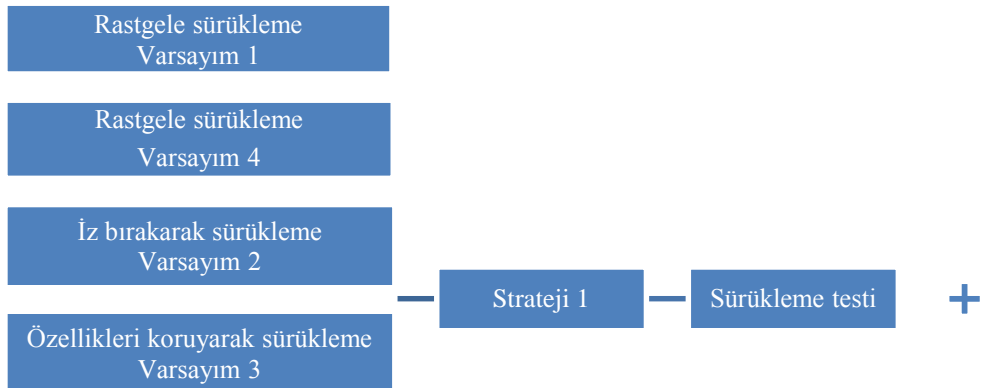 Rastgele sürükleme
Varsayım 1
Rastgele sürükleme
Varsayım 4
İz bırakarak sürükleme
Varsayım 2
Özellikleri koruyarak sürükleme
Varsayım 3
Strateji 1
Sürükleme testi
+